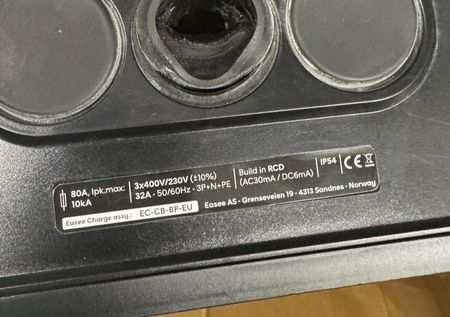 80A, Ipk.max:
10kA
3x400V/230V (±10%)
32A · 50/60Hz · 3P+N+PE
Build in RCD
(AC30mA / DC6mA)
IP54
CE
Easee Charge assy.: EC-CB-BP-EU
Easee AS · Grenseveien 19 · 4313 Sandnes · Norway